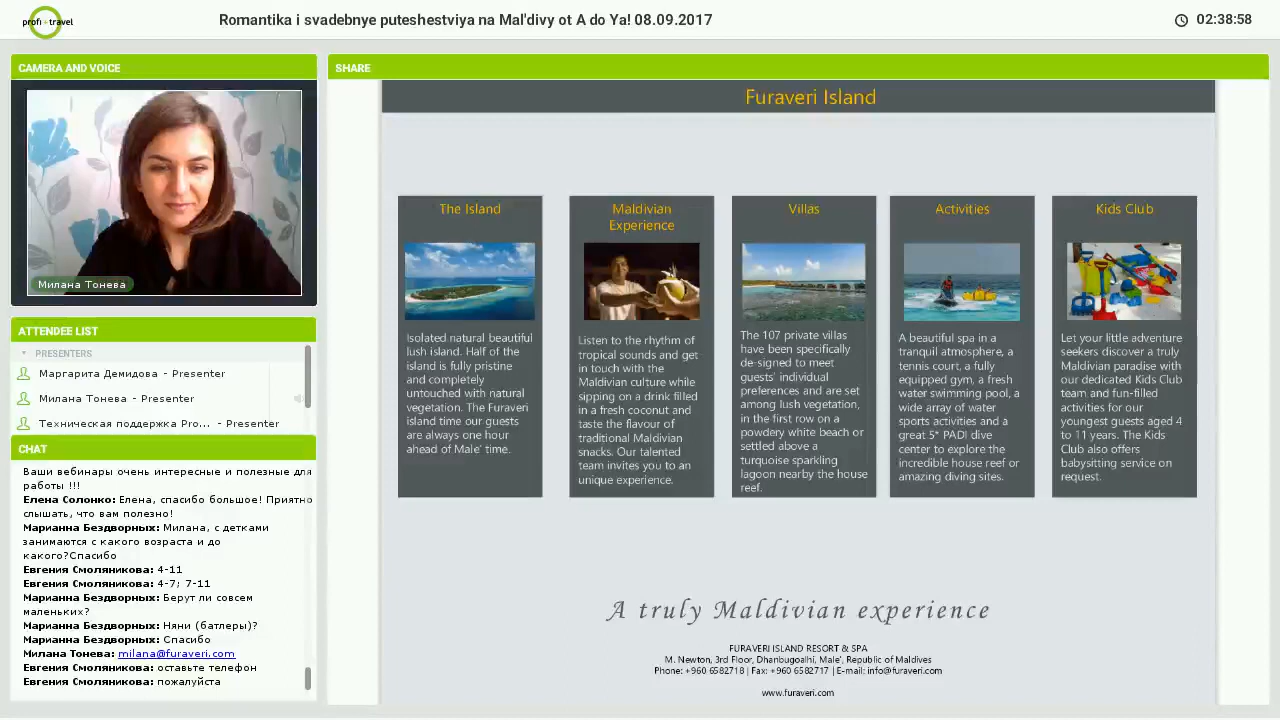 profi travel
Romantika i svadebnye puteshestviya na Mal'divy ot A do Ya! 08.09.2017
02:38:58
CAMERA AND VOICE
Милана Тонева
ATTENDEE LIST
PRESENTERS
Маргарита Демидова - Presenter
Милана Тонева - Presenter
Техническая поддержка Pro... - Presenter
CHAT
Ваши вебинары очень интересные и полезные для
работы !!!
Елена Солонко: Елена, спасибо большое! Приятно
слышать, что вам полезно!
Марианна Бездворных: Милана, с детками
занимаются с какого возраста и до
какого?Спасибо
Евгения Смоляникова: 4-11
Евгения Смоляникова: 4-7; 7-11
Марианна Бездворных: Берут ли совсем
маленьких?
Марианна Бездворных: Няни (батлеры)?
Марианна Бездворных: Спасибо
Милана Тонева: milana@furaveri.com
Евгения Смоляникова: оставьте телефон
Евгения Смоляникова: пожалуйста
SHARE
Furaveri Island
The Island
Isolated natural beautiful
lush island. Half of the
island is fully pristine
and completely
untouched with natural
vegetation. The Furaveri
island time our guests
are always one hour
ahead of Male' time.
Maldivian
Experience
Listen to the rhythm of
tropical sounds and get
in touch with the
Maldivian culture while
sipping on a drink filled
in a fresh coconut and
taste the flavour of
traditional Maldivian
snacks. Our talented
team invites you to an
unique experience.
Villas
The 107 private villas
have been specifically
de-signed to meet
guests' individual
preferences and are set
among lush vegetation,
in the first row on a
powdery white beach or
settled above a
turquoise sparkling
lagoon nearby the house
reef.
Activities
A beautiful spa in a
tranquil atmosphere, a
tennis court, a fully
equipped gym, a fresh
water swimming pool, a
wide array of water
sports activities and a
great 5* PADI dive
center to explore the
incredible house reef or
amazing diving sites.
Kids Club
Let your little adventure
seekers discover a truly
Maldivian paradise with
our dedicated Kids Club
team and fun-filled
activities for our
youngest guests aged 4
to 11 years. The Kids
Club also offers
babysitting service on
request.
A truly Maldivian experience
FURAVERI ISLAND RESORT & SPA
M. Newton, 3rd Floor, Dhanbugoalhi, Male', Republic of Maldives
Phone: +960 6582718 | Fax: +960 6582717 | E-mail: info@furaveri.com
www.furaveri.com